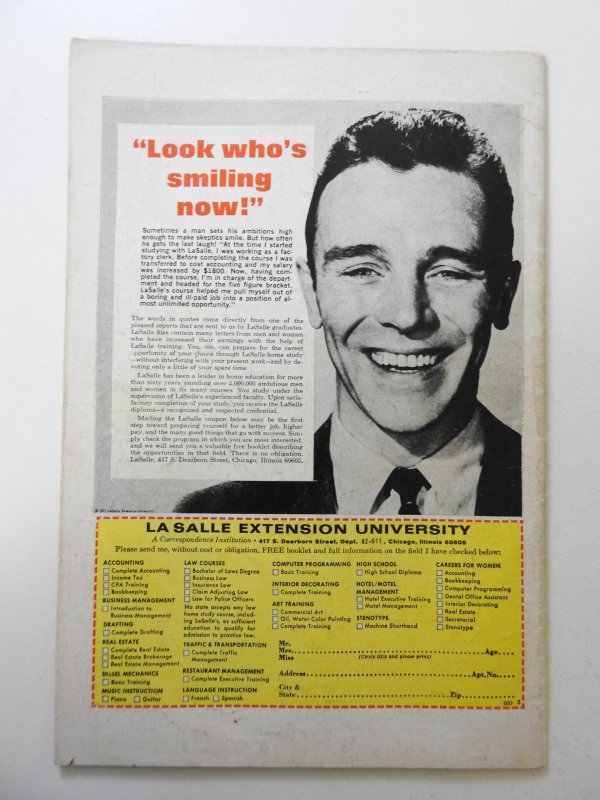 “Look who’s
smiling
now!”
Sometimes a man sets his ambitions high
enough to make skeptics smile. But how often
he gets the last laugh! “At the time I started
studying with LaSalle, I was working as a fac-
tory clerk. Before completing the course I was
transferred to cost accounting and my salary
was increased by $1800. Now, having com-
pleted the course, I’m in charge of the depart-
ment and headed for the five figure bracket.
LaSalle’s course helped me pull myself out of
a boring and ill-paid job into a position of al-
most unlimited opportunity.”
The words in quotes come directly from one of the
pleased reports that are sent to us by LaSalle graduates.
LaSalle files contain many letters from men and women
who have increased their earnings with the help of
LaSalle training. You, too, can prepare for the career
opportunity of your choice through LaSalle home study
—without interfering with your present work—and by de-
voting only a little of your spare time.
LaSalle has been a leader in home education for more
than sixty years, enrolling over 2,000,000 ambitious men
and women in its many courses. You study under the
supervision of LaSalle’s experienced faculty. Upon satis-
factory completion of your study, you receive the LaSalle
diploma—a recognized and respected credential.
Mailing the LaSalle coupon below may be the first
step toward preparing yourself for a better job, higher
pay, and the many good things that go with success. Sim-
ply check the program in which you are most interested,
and we will send you a valuable free booklet describing
the opportunities in that field. There is no obligation.
LaSalle, 417 S. Dearborn Street, Chicago, Illinois 60605.
© 1971 LaSalle Extension University
LA SALLE EXTENSION UNIVERSITY
A Correspondence Institution • 417 S. Dearborn Street, Dept. 82-011, Chicago, Illinois 60605
Please send me, without cost or obligation, FREE booklet and full information on the field I have checked below:
ACCOUNTING
Complete Accounting
Income Tax
CPA Training
Bookkeeping
BUSINESS MANAGEMENT
Introduction to
Business Management
DRAFTING
Complete Drafting
REAL ESTATE
Complete Real Estate
Real Estate Brokerage
Real Estate Management
DIESEL MECHANICS
Basic Training
MUSIC INSTRUCTION
Piano Guitar
LAW COURSES
Bachelor of Laws Degree
Business Law
Insurance Law
Claim Adjusting Law
Law for Police Officers
No state accepts any law
home study course, includ-
ing LaSalle’s, as sufficient
education to qualify for
admission to practice law.
TRAFFIC & TRANSPORTATION
Complete Traffic
Management
RESTAURANT MANAGEMENT
Complete Executive Training
LANGUAGE INSTRUCTION
French Spanish
COMPUTER PROGRAMMING
Basic Training
INTERIOR DECORATING
Complete Training
ART TRAINING
Commercial Art
Oil, Water Color Painting
Complete Training
HIGH SCHOOL
High School Diploma
HOTEL/MOTEL
MANAGEMENT
Hotel Executive Training
Motel Management
STENOTYPE
Machine Shorthand
CAREERS FOR WOMEN
Accounting
Bookkeeping
Computer Programming
Dental Office Assistant
Interior Decorating
Real Estate
Secretarial
Stenotype
Mr.
Mrs. Age
Miss (Circle title and please print)
Address Apt.No.
City &
State Zip
050 3